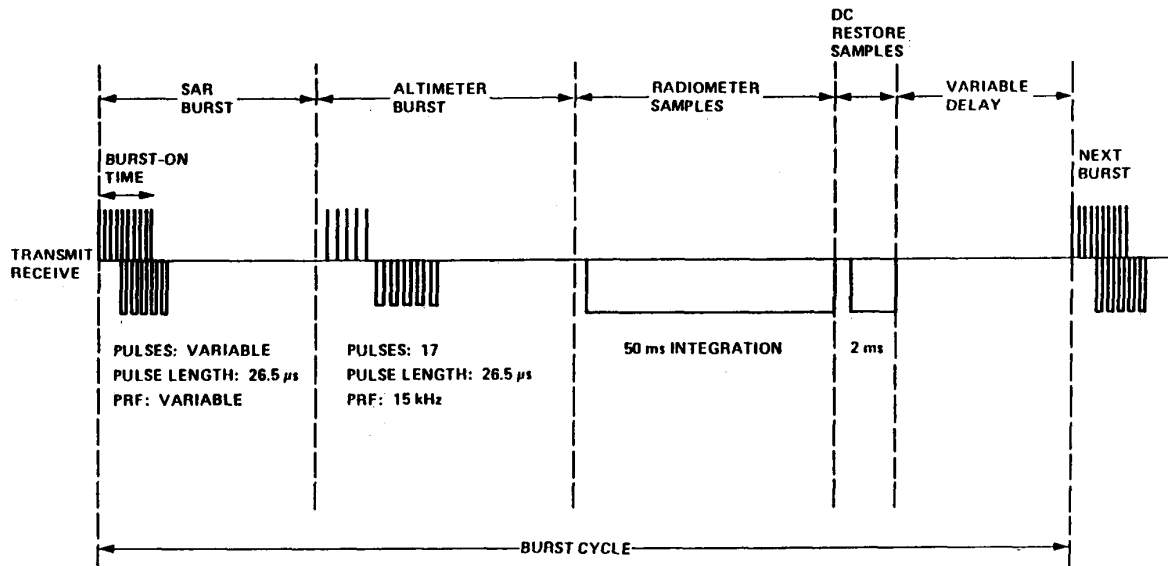 DC
RESTORE
SAMPLES
SAR
BURST
ALTIMETER
BURST
RADIOMETER
SAMPLES
VARIABLE
DELAY
BURST-ON
TIME
NEXT
BURST
TRANSMIT
RECEIVE
PULSES: VARIABLE
PULSE LENGTH: 26.5 μs
PRF: VARIABLE
PULSES: 17
PULSE LENGTH: 26.5 μs
PRF: 15 kHz
50 ms INTEGRATION
2 ms
BURST CYCLE